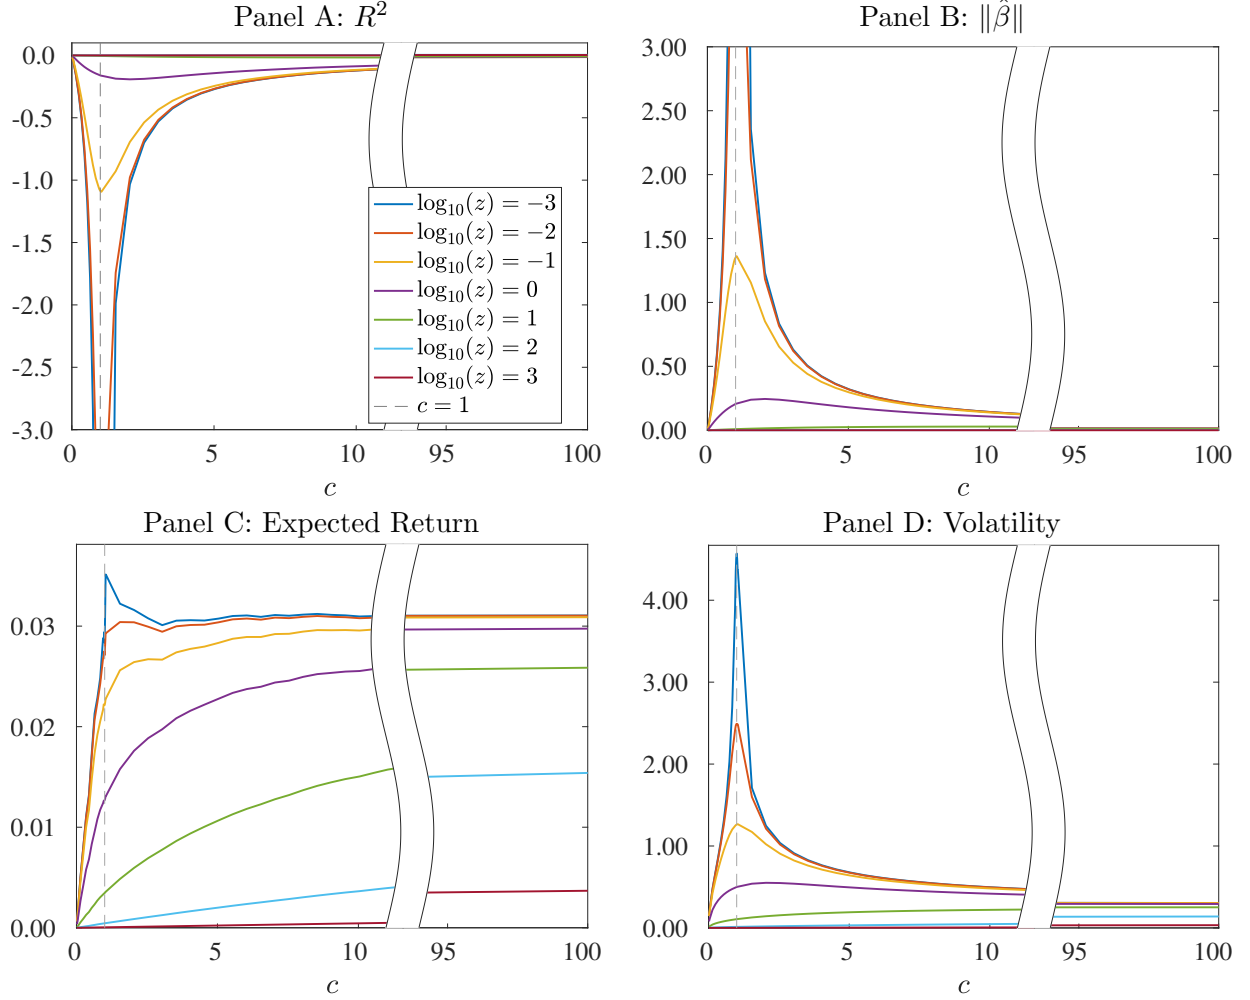 Panel A: R²
0.0
-0.5
-1.0
-1.5
-2.0
-2.5
-3.0
0 5 10 95 100
c
log₁₀(z) = −3
log₁₀(z) = −2
log₁₀(z) = −1
log₁₀(z) = 0
log₁₀(z) = 1
log₁₀(z) = 2
log₁₀(z) = 3
c = 1
Panel B: ‖β̂‖
3.00
2.50
2.00
1.50
1.00
0.50
0.00
0 5 10 95 100
c
Panel C: Expected Return
0.03
0.02
0.01
0.00
0 5 10 95 100
c
Panel D: Volatility
4.00
3.00
2.00
1.00
0.00
0 5 10 95 100
c